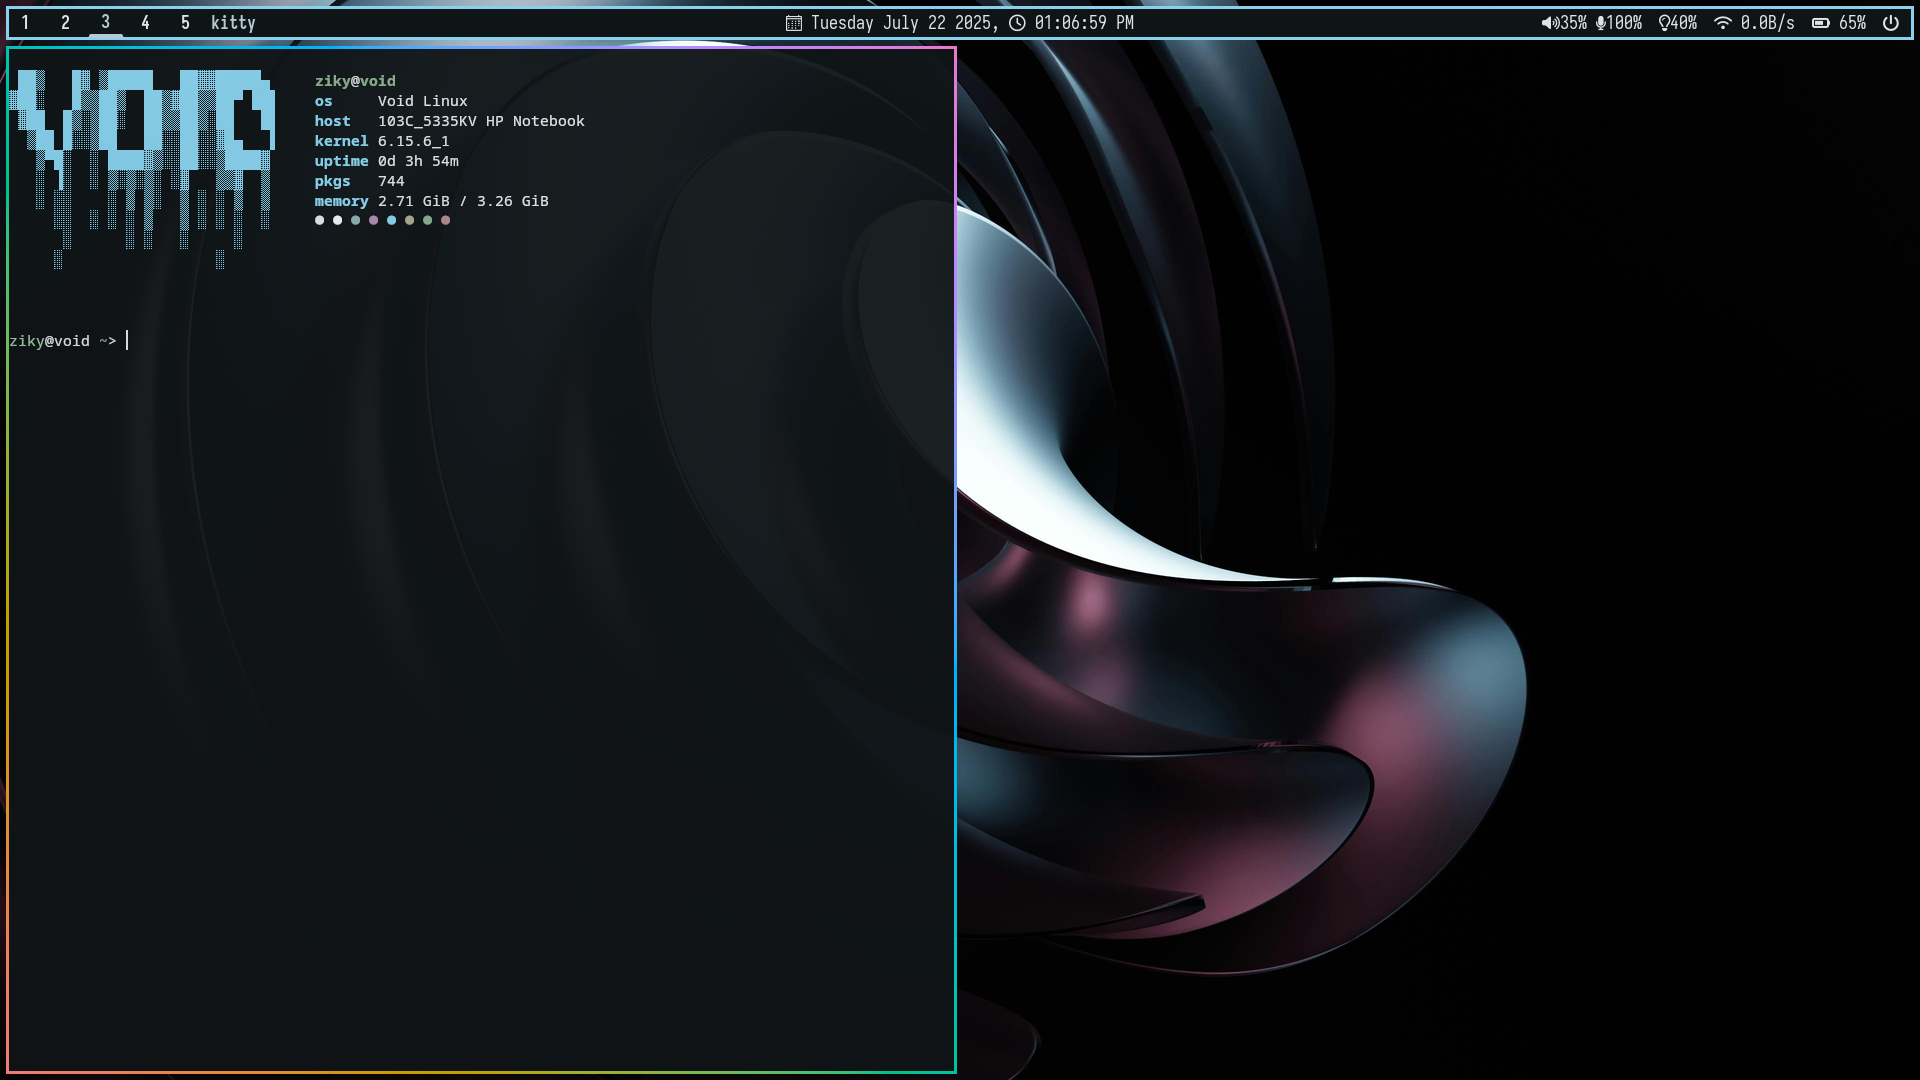 1 2 3 4 5 kitty
Tuesday July 22 2025, 01:06:59 PM
35% 100% 40% 0.0B/s 65%
VOID
ziky@void
os Void Linux
host 103C_5335KV HP Notebook
kernel 6.15.6_1
uptime 0d 3h 54m
pkgs 744
memory 2.71 GiB / 3.26 GiB
ziky@void ~>